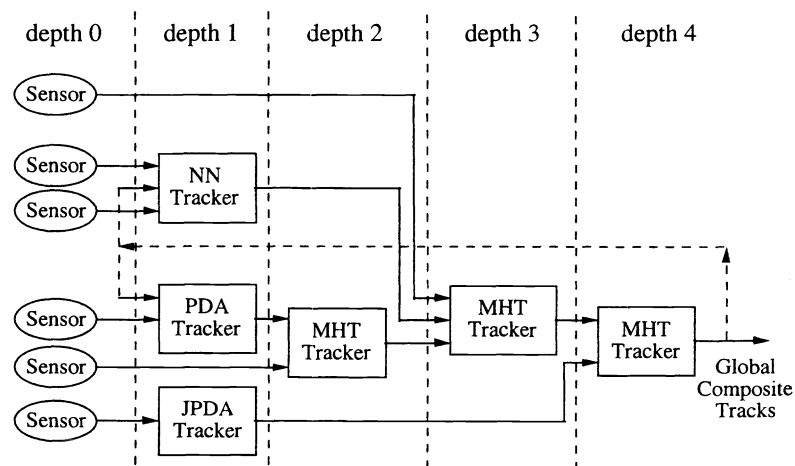 depth 0 depth 1 depth 2 depth 3 depth 4
Sensor
Sensor
NN
Tracker
Sensor
PDA
Tracker
Sensor
MHT
Tracker
MHT
Tracker
MHT
Tracker
Sensor
Global
Composite
Tracks
JPDA
Tracker
Sensor